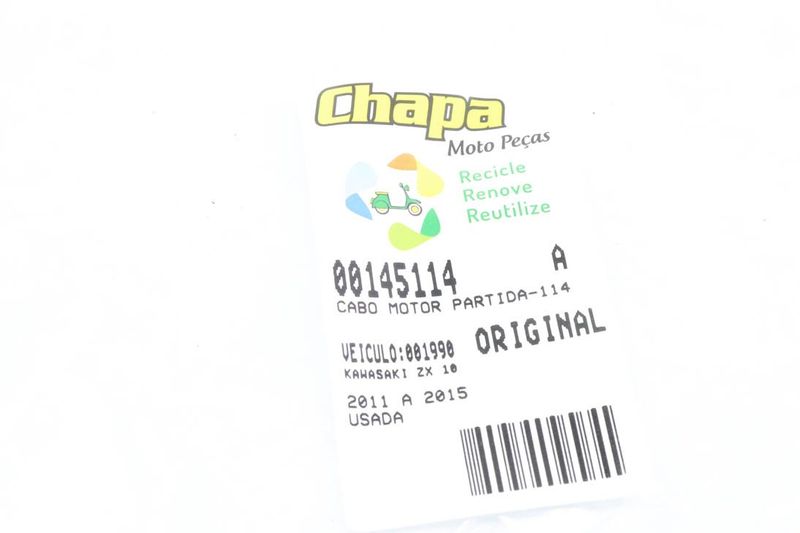 Chapa
Moto Peças
Recicle
Renove
Reutilize
00145114 A
CABO MOTOR PARTIDA-114
VEICULO:001990 ORIGINAL
KAWASAKI ZX 10
2011 A 2015
USADA